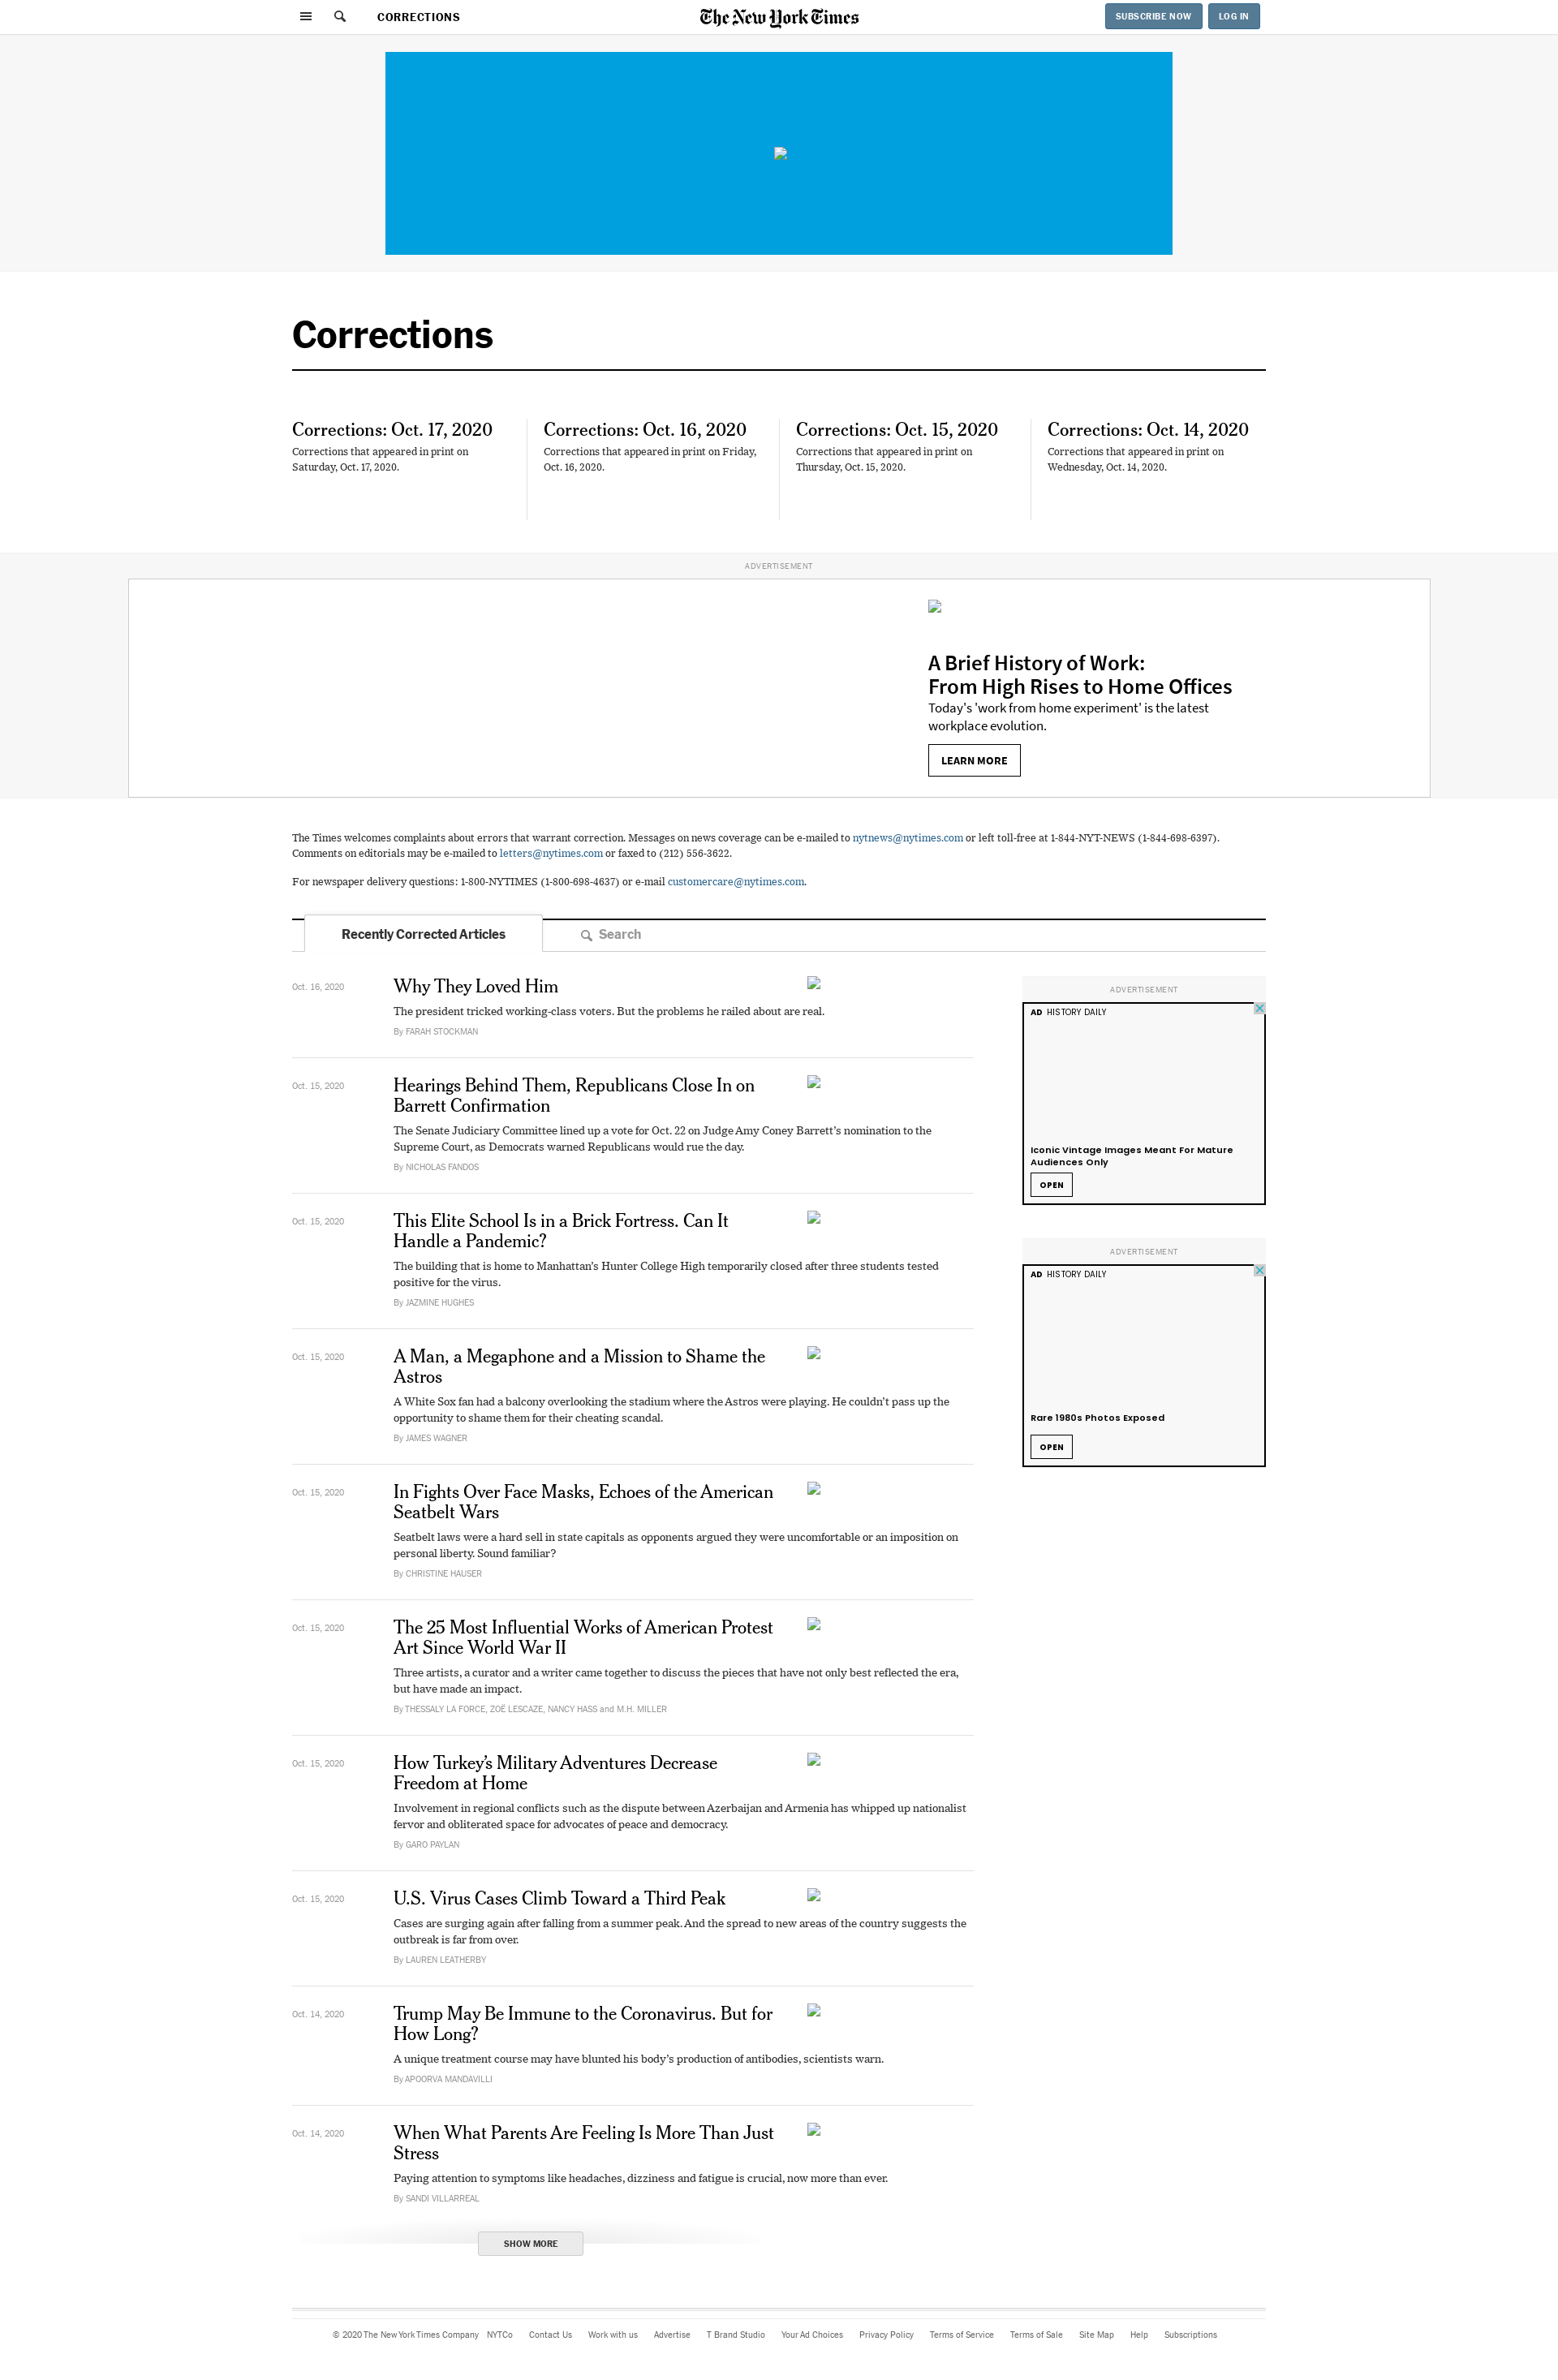 CORRECTIONS
The New York Times
SUBSCRIBE NOW
LOG IN
Corrections
Corrections: Oct. 17, 2020
Corrections that appeared in print on
Saturday, Oct. 17, 2020.
Corrections: Oct. 16, 2020
Corrections that appeared in print on Friday,
Oct. 16, 2020.
Corrections: Oct. 15, 2020
Corrections that appeared in print on
Thursday, Oct. 15, 2020.
Corrections: Oct. 14, 2020
Corrections that appeared in print on
Wednesday, Oct. 14, 2020.
ADVERTISEMENT
A Brief History of Work:
From High Rises to Home Offices
Today's 'work from home experiment' is the latest
workplace evolution.
LEARN MORE
The Times welcomes complaints about errors that warrant correction. Messages on news coverage can be e-mailed to nytnews@nytimes.com or left toll-free at 1-844-NYT-NEWS (1-844-698-6397).
Comments on editorials may be e-mailed to letters@nytimes.com or faxed to (212) 556-3622.
For newspaper delivery questions: 1-800-NYTIMES (1-800-698-4637) or e-mail customercare@nytimes.com.
Recently Corrected Articles
Search
Oct. 16, 2020
Why They Loved Him
The president tricked working-class voters. But the problems he railed about are real.
By FARAH STOCKMAN
Oct. 15, 2020
Hearings Behind Them, Republicans Close In on
Barrett Confirmation
The Senate Judiciary Committee lined up a vote for Oct. 22 on Judge Amy Coney Barrett's nomination to the
Supreme Court, as Democrats warned Republicans would rue the day.
By NICHOLAS FANDOS
Oct. 15, 2020
This Elite School Is in a Brick Fortress. Can It
Handle a Pandemic?
The building that is home to Manhattan's Hunter College High temporarily closed after three students tested
positive for the virus.
By JAZMINE HUGHES
Oct. 15, 2020
A Man, a Megaphone and a Mission to Shame the
Astros
A White Sox fan had a balcony overlooking the stadium where the Astros were playing. He couldn't pass up the
opportunity to shame them for their cheating scandal.
By JAMES WAGNER
Oct. 15, 2020
In Fights Over Face Masks, Echoes of the American
Seatbelt Wars
Seatbelt laws were a hard sell in state capitals as opponents argued they were uncomfortable or an imposition on
personal liberty. Sound familiar?
By CHRISTINE HAUSER
Oct. 15, 2020
The 25 Most Influential Works of American Protest
Art Since World War II
Three artists, a curator and a writer came together to discuss the pieces that have not only best reflected the era,
but have made an impact.
By THESSALY LA FORCE, ZOË LESCAZE, NANCY HASS and M.H. MILLER
Oct. 15, 2020
How Turkey's Military Adventures Decrease
Freedom at Home
Involvement in regional conflicts such as the dispute between Azerbaijan and Armenia has whipped up nationalist
fervor and obliterated space for advocates of peace and democracy.
By GARO PAYLAN
Oct. 15, 2020
U.S. Virus Cases Climb Toward a Third Peak
Cases are surging again after falling from a summer peak. And the spread to new areas of the country suggests the
outbreak is far from over.
By LAUREN LEATHERBY
Oct. 14, 2020
Trump May Be Immune to the Coronavirus. But for
How Long?
A unique treatment course may have blunted his body's production of antibodies, scientists warn.
By APOORVA MANDAVILLI
Oct. 14, 2020
When What Parents Are Feeling Is More Than Just
Stress
Paying attention to symptoms like headaches, dizziness and fatigue is crucial, now more than ever.
By SANDI VILLARREAL
SHOW MORE
ADVERTISEMENT
AD HISTORY DAILY
Iconic Vintage Images Meant For Mature
Audiences Only
OPEN
ADVERTISEMENT
AD HISTORY DAILY
Rare 1980s Photos Exposed
OPEN
© 2020 The New York Times Company NYTCo Contact Us Work with us Advertise T Brand Studio Your Ad Choices Privacy Policy Terms of Service Terms of Sale Site Map Help Subscriptions